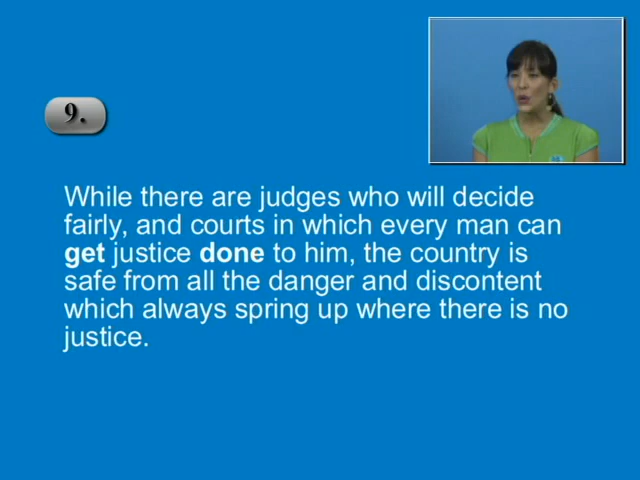 9.
While there are judges who will decide
fairly, and courts in which every man can
get justice done to him, the country is
safe from all the danger and discontent
which always spring up where there is no
justice.